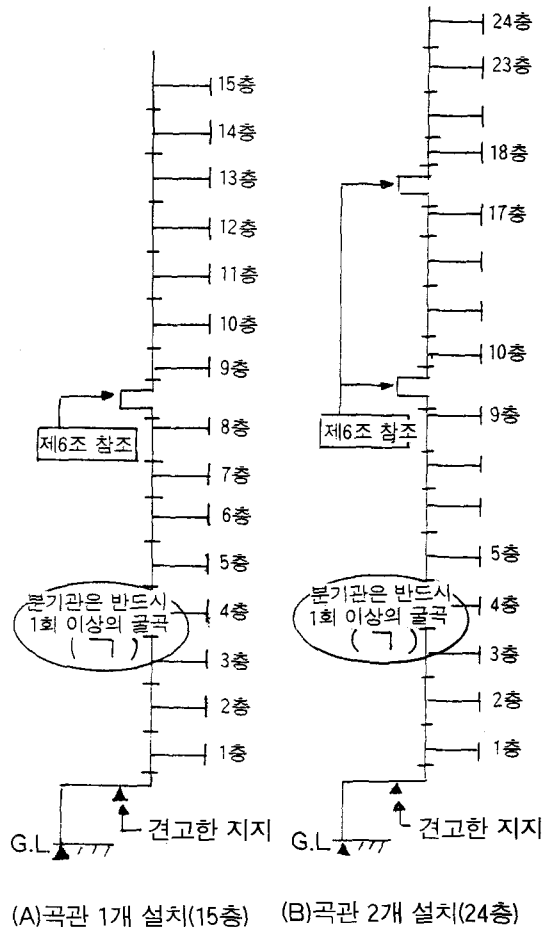 15층
14층
13층
12층
11층
10층
9층
제6조 참조
8층
7층
6층
5층
분기관은 반드시
1회 이상의 굴곡
(ㄱ)
4층
3층
2층
1층
견고한 지지
G.L
(A)곡관 1개 설치(15층)
24층
23층
18층
17층
10층
제6조 참조
9층
5층
분기관은 반드시
1회 이상의 굴곡
(ㄱ)
4층
3층
2층
1층
견고한 지지
G.L
(B)곡관 2개 설치(24층)